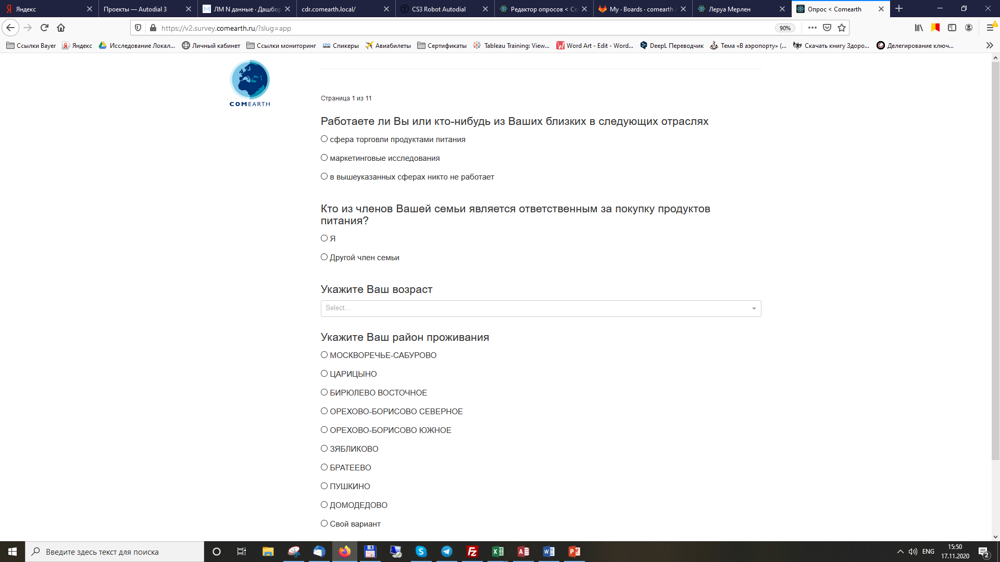 Яндекс
Проекты — Autodial 3
ЛМ N данные · Дашбор
cdr.comearth.local/
CS3 Robot Autodial
Редактор опросов < Co
My · Boards · comearth /
Леруа Мерлен
Опрос < Comearth
https://v2.survey.comearth.ru/?slug=app
90%
Ссылки Bayer
Яндекс
Исследование Локал...
Личный кабинет
Ссылки мониторинг
Спикеры
Авиабилеты
Сертификаты
Tableau Training: View...
Word Art - Edit - Word...
DeepL Переводчик
Тема «В аэропорту» (...
Скачать книгу Здоро...
Делегирование ключ...
COMEARTH
Страница 1 из 11
Работаете ли Вы или кто-нибудь из Ваших близких в следующих отраслях
сфера торговли продуктами питания
маркетинговые исследования
в вышеуказанных сферах никто не работает
Кто из членов Вашей семьи является ответственным за покупку продуктов
питания?
Я
Другой член семьи
Укажите Ваш возраст
Select...
Укажите Ваш район проживания
МОСКВОРЕЧЬЕ-САБУРОВО
ЦАРИЦЫНО
БИРЮЛЕВО ВОСТОЧНОЕ
ОРЕХОВО-БОРИСОВО СЕВЕРНОЕ
ОРЕХОВО-БОРИСОВО ЮЖНОЕ
ЗЯБЛИКОВО
БРАТЕЕВО
ПУШКИНО
ДОМОДЕДОВО
Свой вариант
Введите здесь текст для поиска
ENG
15:50
17.11.2020
2